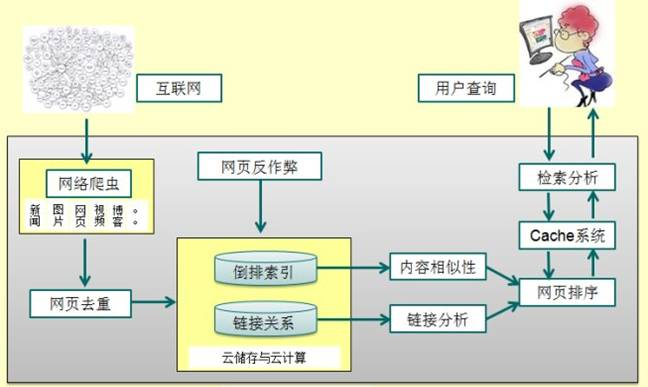 互联网
用户查询
网络爬虫
新 图 网 视 博 。
闻 片 页 频 客 。
网页反作弊
检索分析
Cache系统
倒排索引
内容相似性
网页去重
网页排序
链接关系
链接分析
云储存与云计算